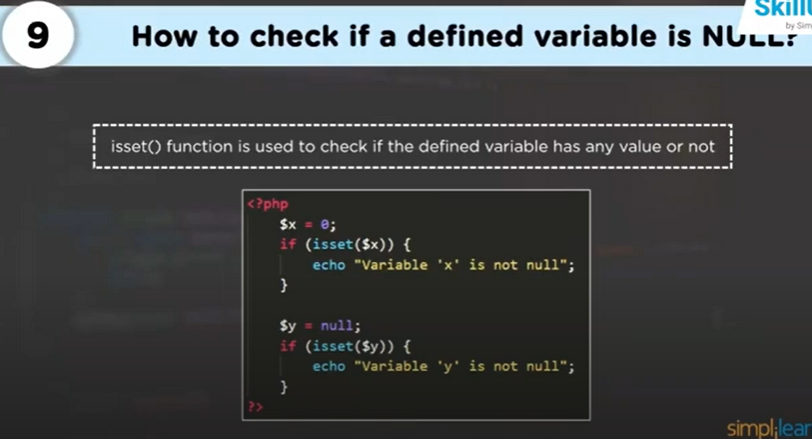 9
How to check if a defined variable is NULL?
by Sim
isset() function is used to check if the defined variable has any value or not
<?php
$x = 0;
if (isset($x)) {
echo "Variable 'x' is not null";
}
$y = null;
if (isset($y)) {
echo "Variable 'y' is not null";
}
?>
simplilear